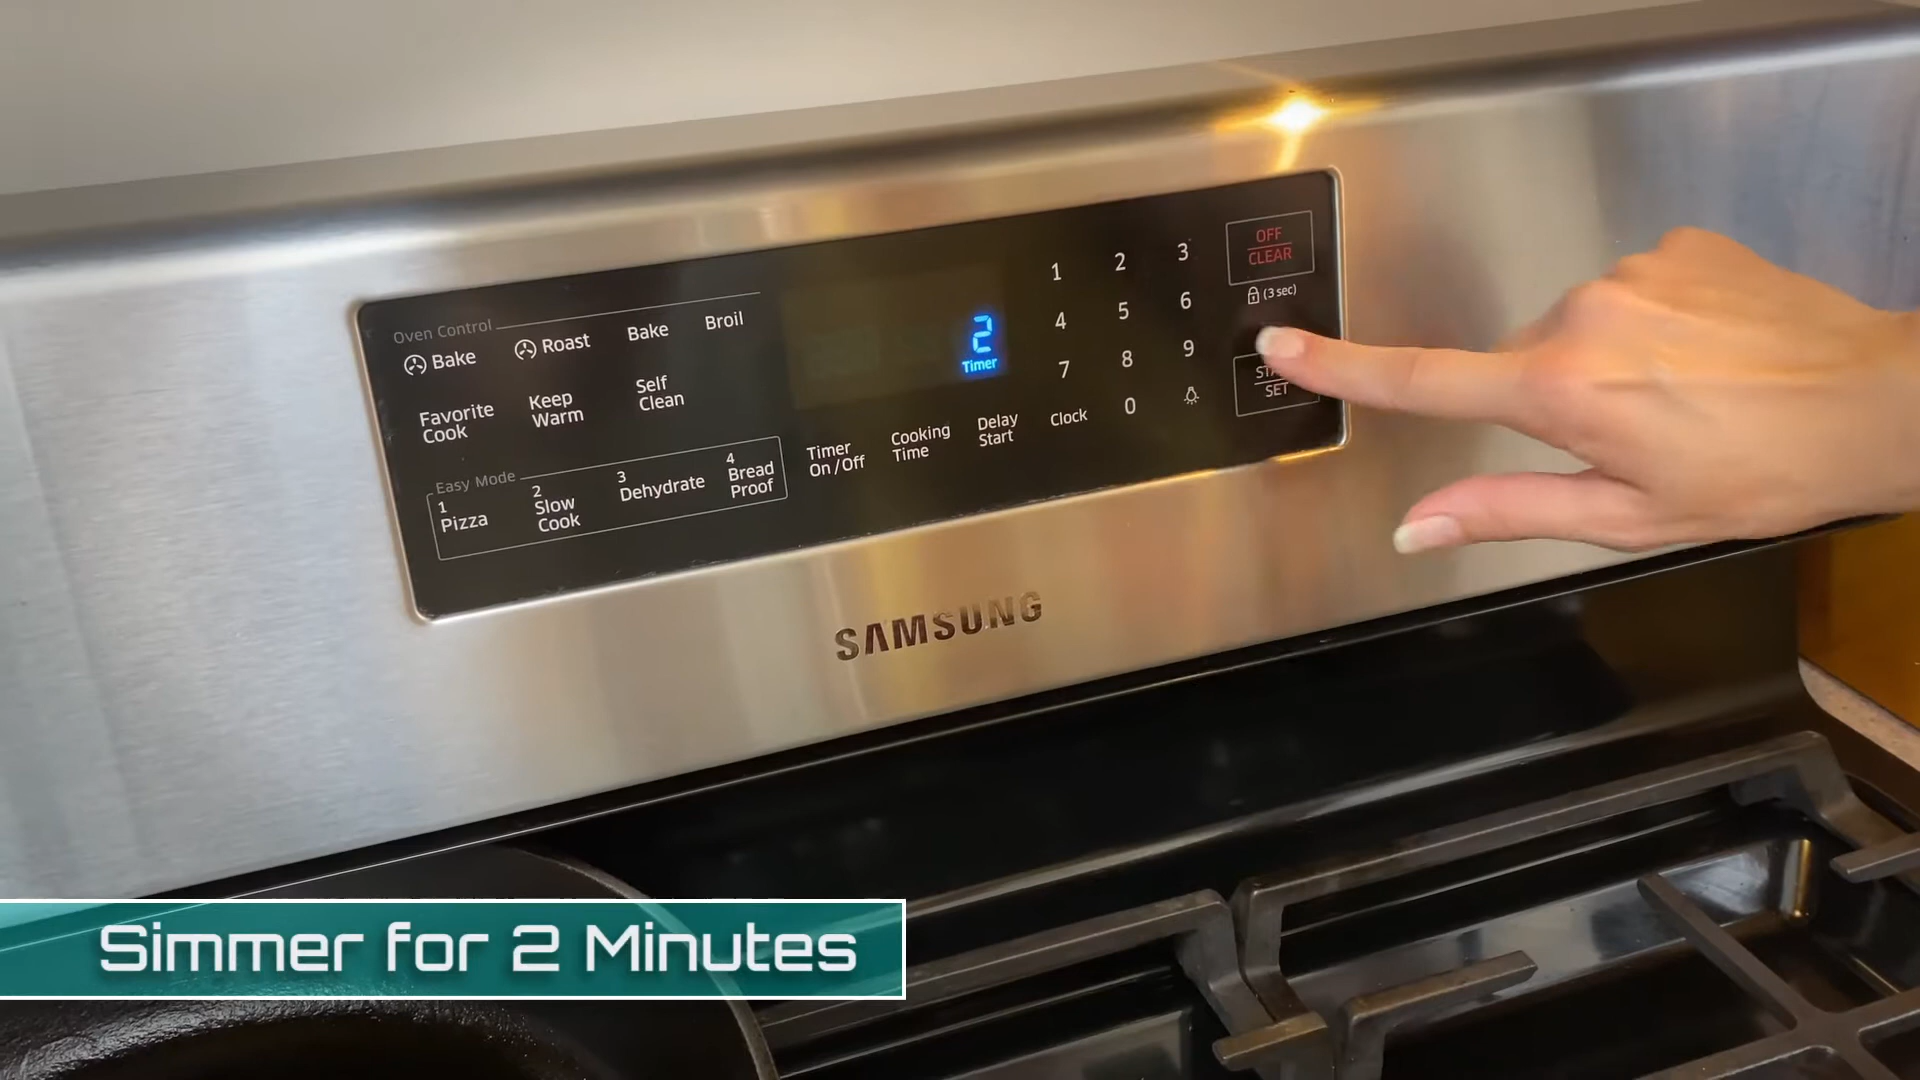 Oven Control
Bake
Roast
Bake
Broil
Favorite
Cook
Keep
Warm
Self
Clean
Easy Mode
1
Pizza
2
Slow
Cook
3
Dehydrate
4
Bread
Proof
2
Timer
Timer
On/Off
Cooking
Time
Delay
Start
Clock
1 2 3
4 5 6
7 8 9
0
OFF
CLEAR
(3 sec)
SET
SAMSUNG
Simmer for 2 Minutes